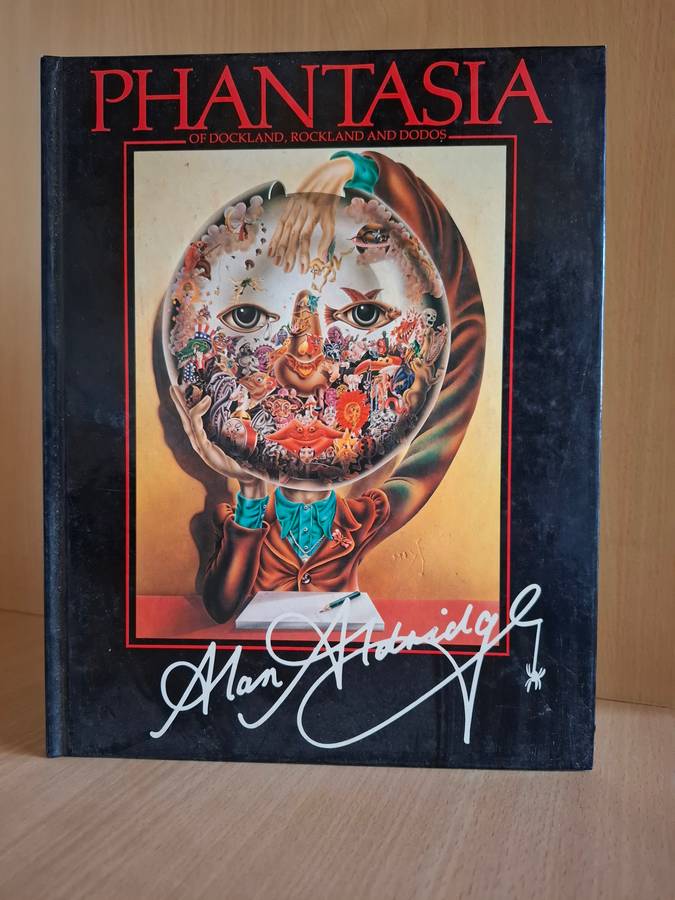 PHANTASIA
OF DOCKLAND, ROCKLAND AND DODOS
Alan Aldridge